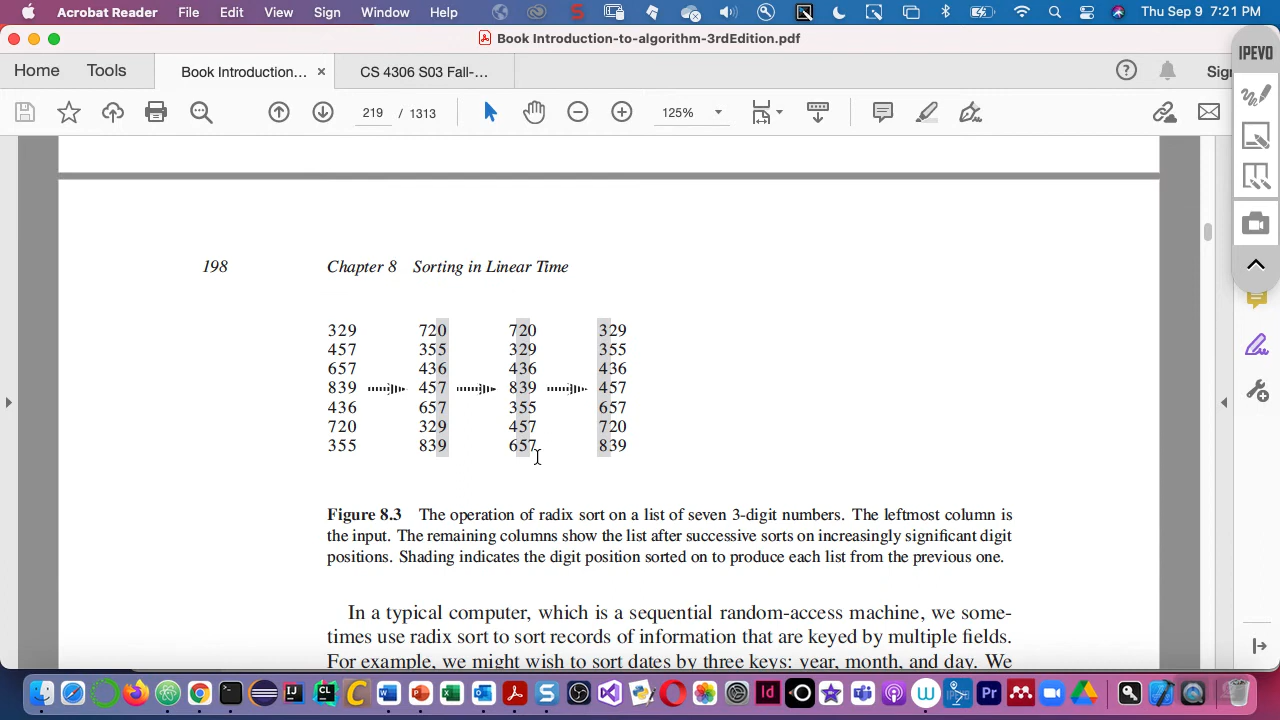 Acrobat Reader File Edit View Sign Window Help Thu Sep 9 7:21 PM
Book Introduction-to-algorithm-3rdEdition.pdf
IPEVO
Home Tools Book Introduction... × CS 4306 S03 Fall-... Sig
219 / 1313 125%
198 Chapter 8 Sorting in Linear Time
329 720 720 329
457 355 329 355
657 436 436 436
839 457 839 457
436 657 355 657
720 329 457 720
355 839 657 839
Figure 8.3 The operation of radix sort on a list of seven 3-digit numbers. The leftmost column is
the input. The remaining columns show the list after successive sorts on increasingly significant digit
positions. Shading indicates the digit position sorted on to produce each list from the previous one.
In a typical computer, which is a sequential random-access machine, we some-
times use radix sort to sort records of information that are keyed by multiple fields.
For example, we might wish to sort dates by three keys: year, month, and day. We